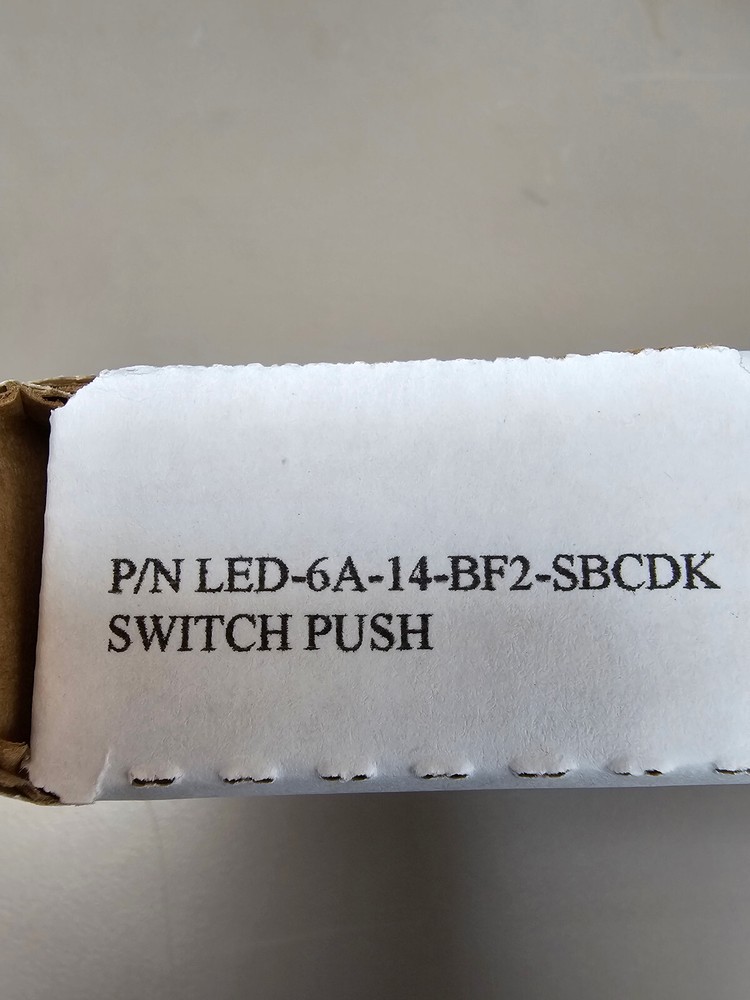 P/N LED-6A-14-BF2-SBCDK
SWITCH PUSH